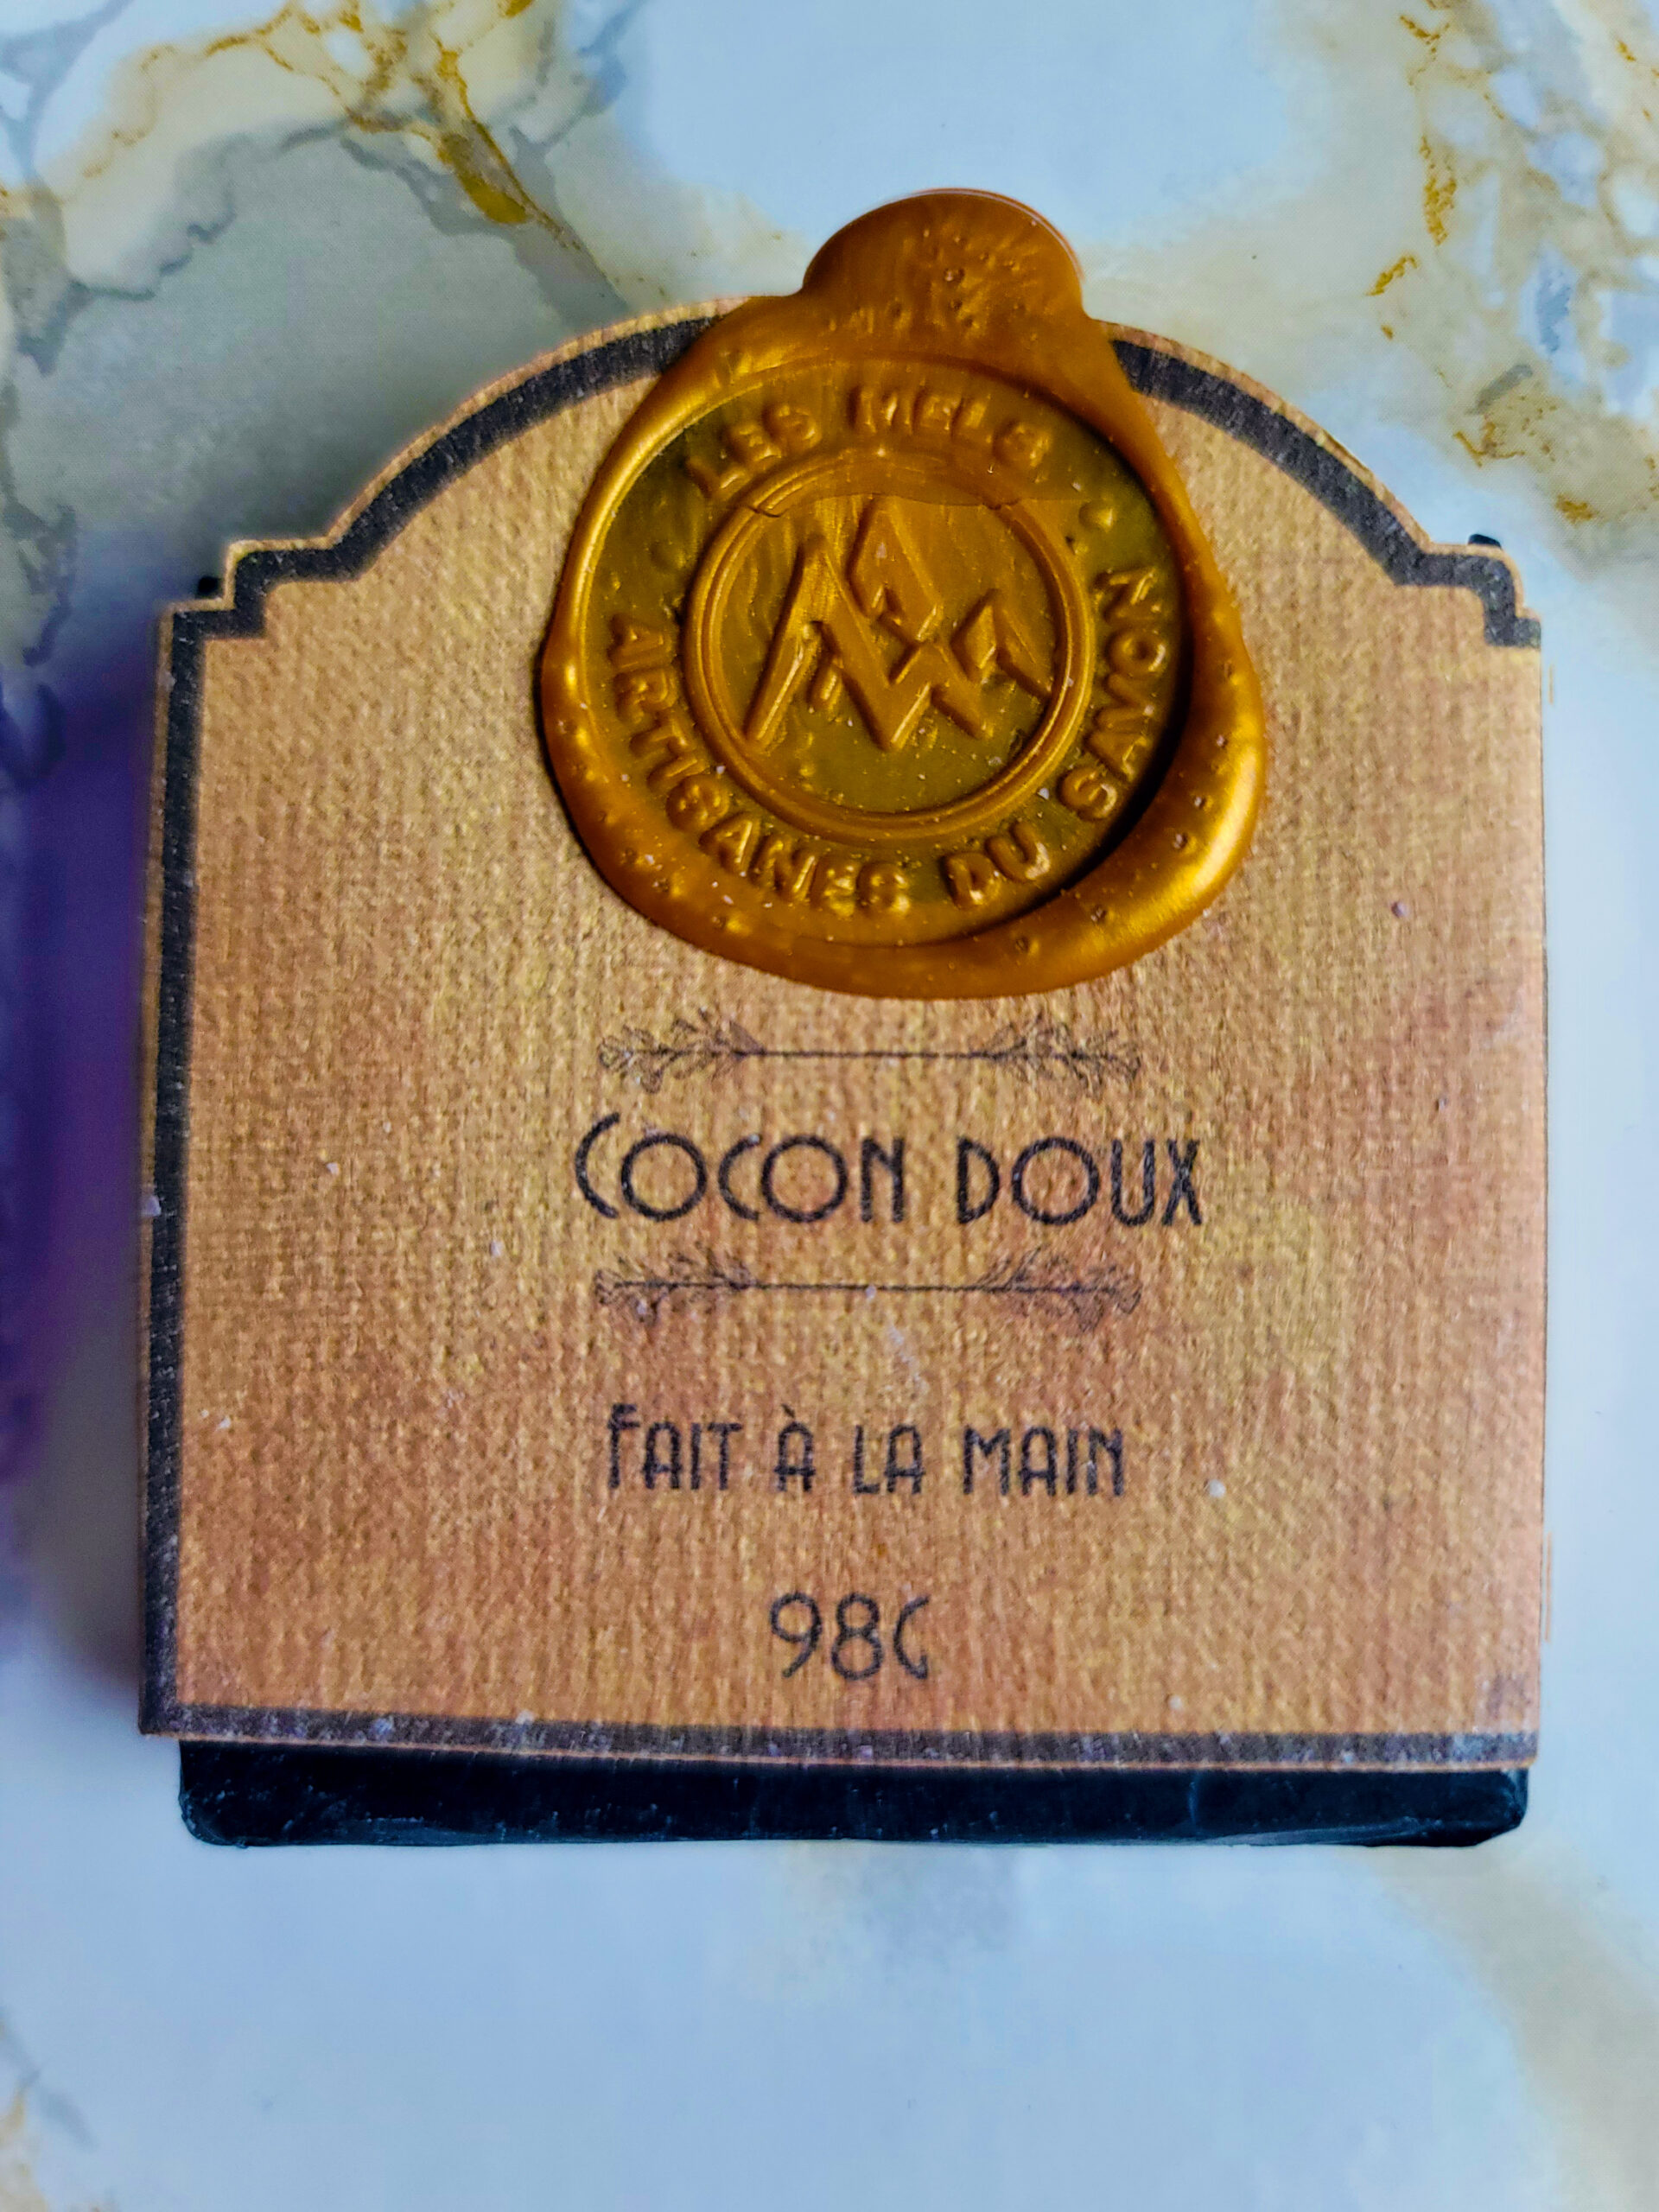 LES MELS
ARTISANES DU SAVON
COCON DOUX
FAIT À LA MAIN
98G